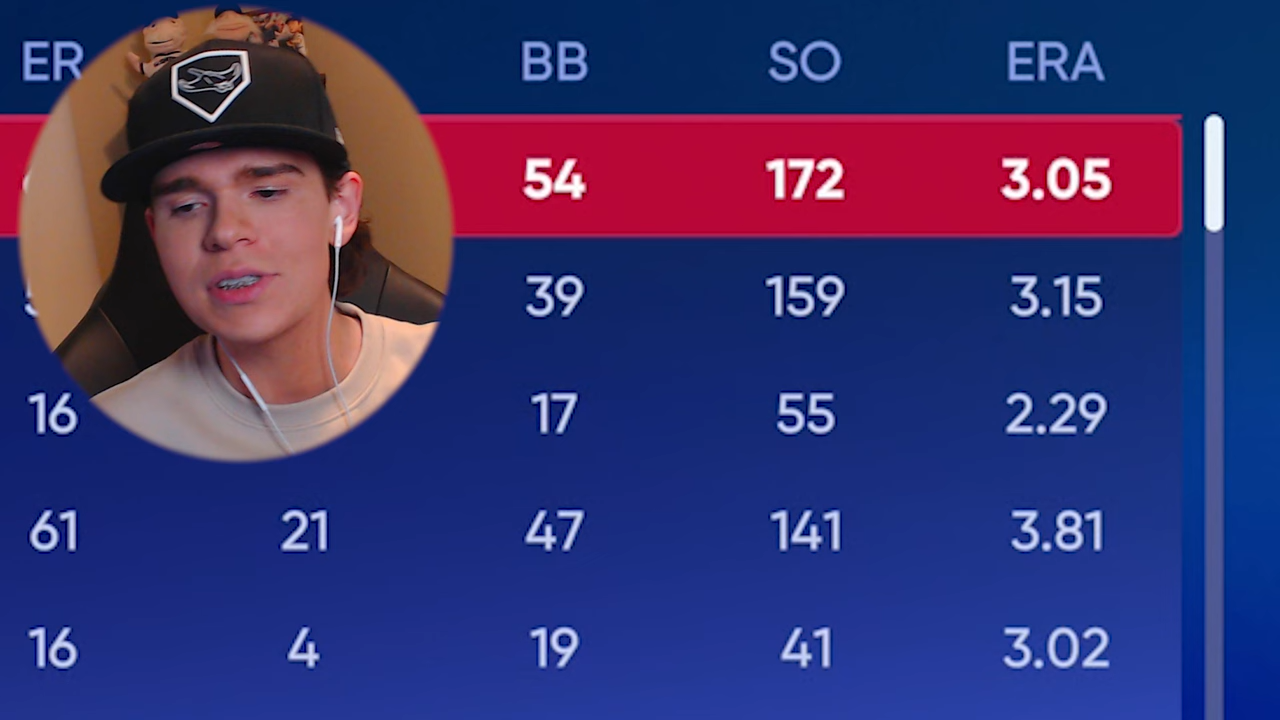 ER BB SO ERA
54 172 3.05
39 159 3.15
16 17 55 2.29
61 21 47 141 3.81
16 4 19 41 3.02